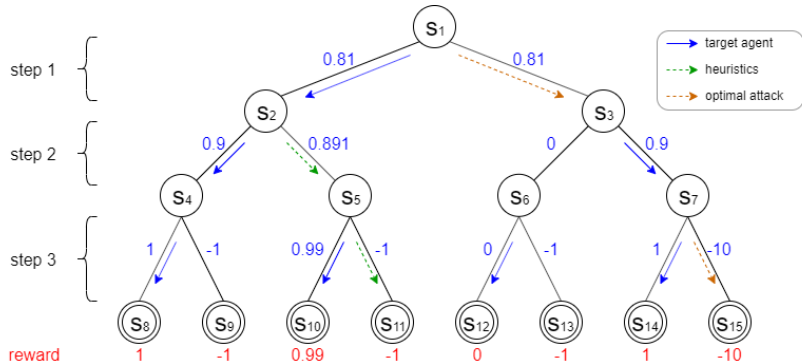 S1
target agent
heuristics
optimal attack
step 1
0.81
0.81
S2
S3
step 2
0.9
0.891
0
0.9
S4
S5
S6
S7
step 3
1
-1
0.99
-1
0
-1
1
-10
S8
S9
S10
S11
S12
S13
S14
S15
reward
1
-1
0.99
-1
0
-1
1
-10